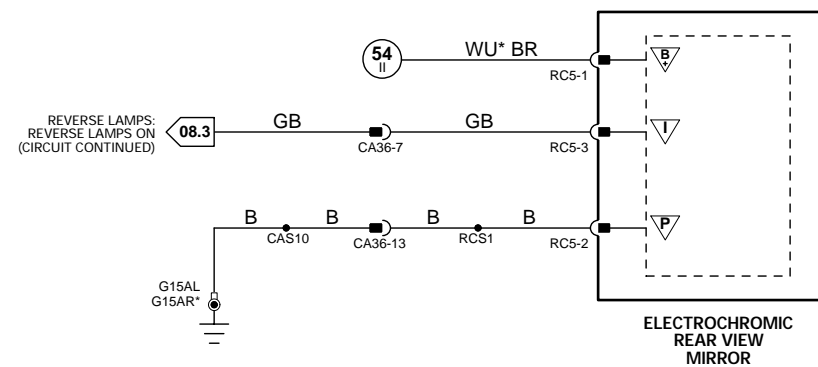 54
II
WU* BR
RC5-1
B
+
REVERSE LAMPS:
REVERSE LAMPS ON
(CIRCUIT CONTINUED)
08.3
GB
CA36-7
GB
RC5-3
I
B
CAS10
B
CA36-13
B
RCS1
B
RC5-2
P
G15AL
G15AR*
ELECTROCHROMIC
REAR VIEW
MIRROR